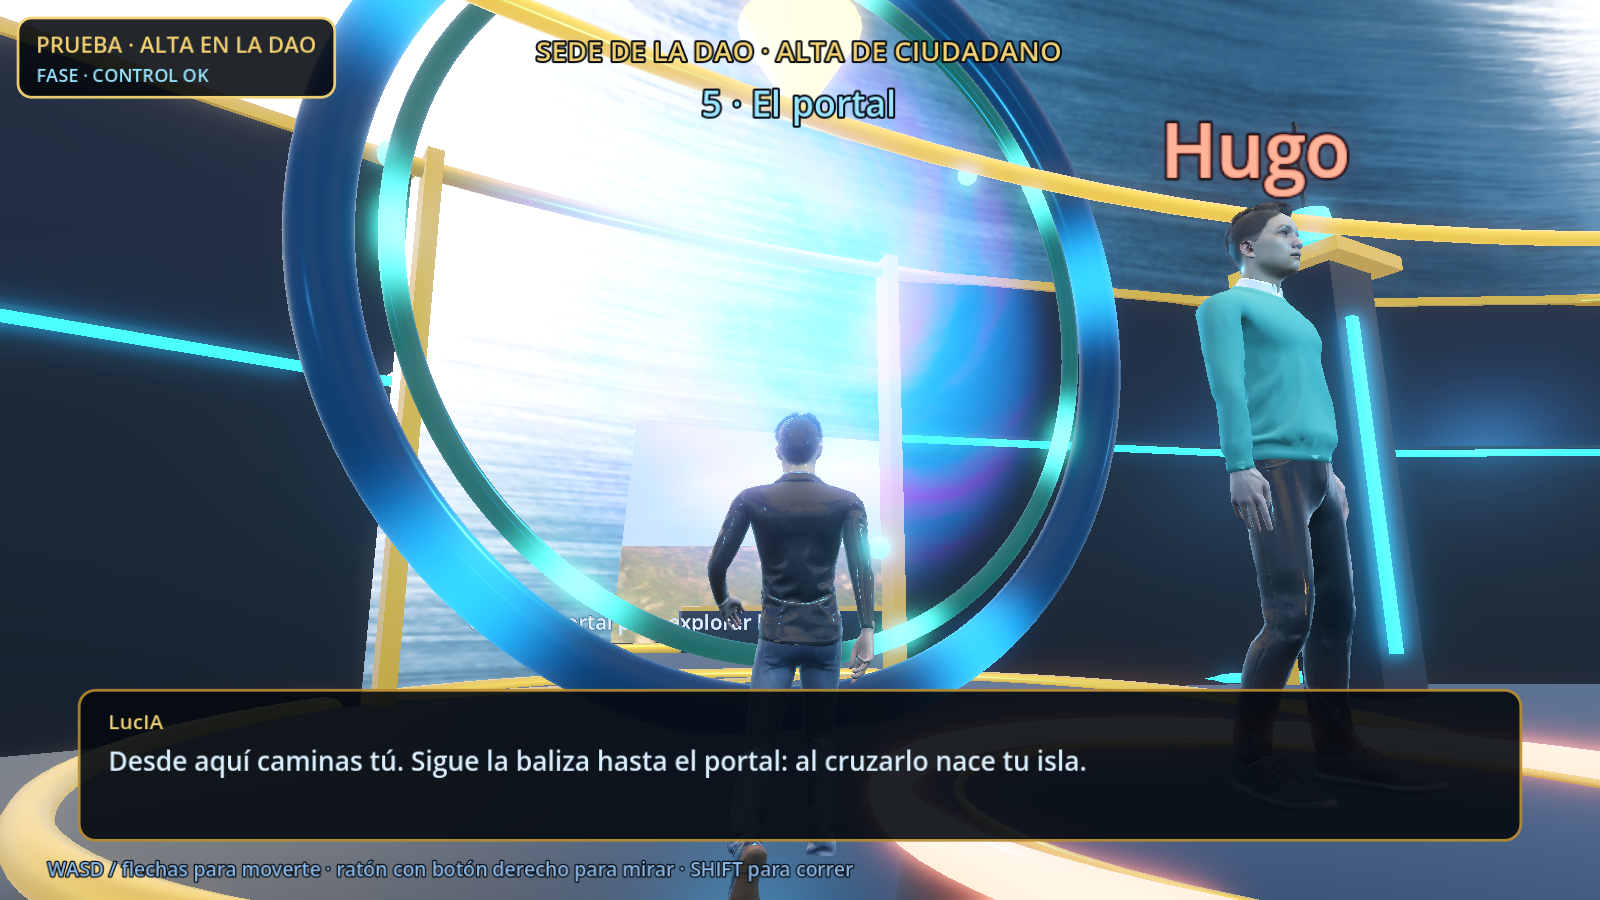 PRUEBA · ALTA EN LA DAO
FASE · CONTROL OK
SEDE DE LA DAO · ALTA DE CIUDADANO
5 · El portal
Hugo
explorar
LucIA
Desde aquí caminas tú. Sigue la baliza hasta el portal: al cruzarlo nace tu isla.
WASD / flechas para moverte · ratón con botón derecho para mirar · SHIFT para correr